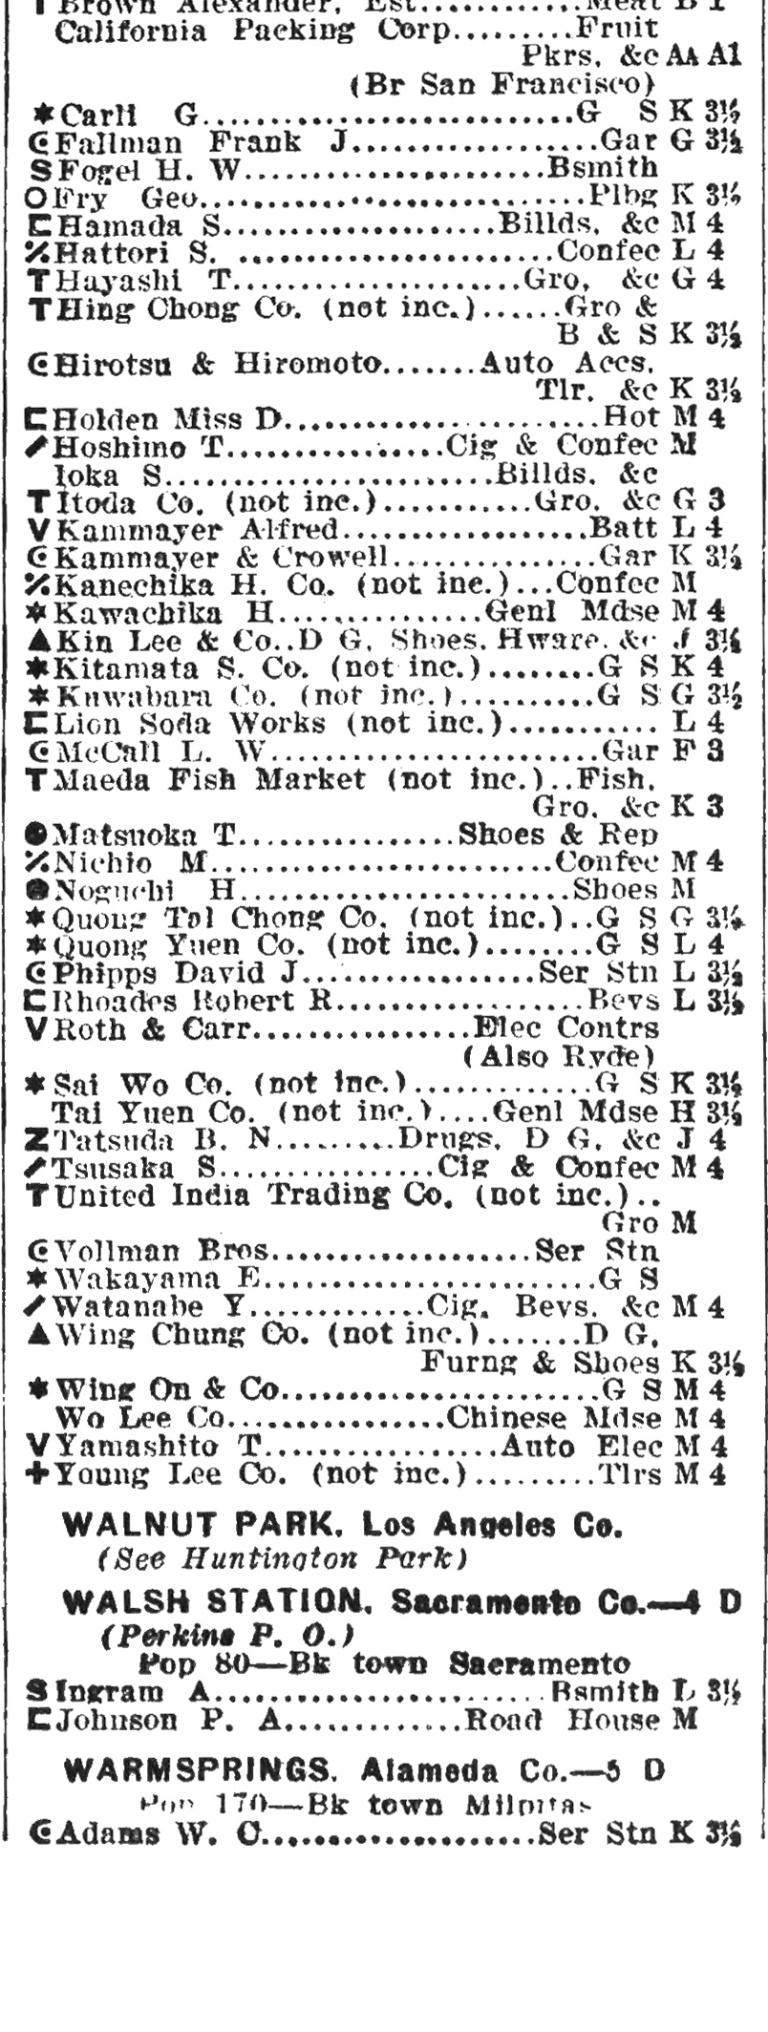 T Brown Alexander, Est............Meat B 1
California Packing Corp.........Fruit
Pkrs, &c AA A1
(Br San Francisco)
✶Carli G............................G S K 3½
₢Fallman Frank J...................Gar G 3½
SFogel H. W.......................Bsmith
OFry Geo.............................Plbg K 3½
⊏Hamada S.....................Billds, &c M 4
٪Hattori S. ........................Confec L 4
THayashi T......................Gro, &c G 4
THing Chong Co. (not inc.)......Gro &
B & S K 3½
₢Hirotsu & Hiromoto.......Auto Accs,
Tlr, &c K 3½
⊏Holden Miss D........................Hot M 4
/Hoshimo T.................Cig & Confec M
Ioka S.........................Billds, &c
TItoda Co. (not inc.)...........Gro, &c G 3
VKammayer Alfred...................Batt L 4
₢Kammayer & Crowell................Gar K 3½
٪Kanechika H. Co. (not inc.)...Confec M
✶Kawachika H................Genl Mdse M 4
▲Kin Lee & Co..D G, Shoes, Hware, &c J 3½
✶Kitamata S. Co. (not inc.)........G S K 4
✶Kuwabara Co. (not inc.)..........G S G 3½
⊏Lion Soda Works (not inc.)............ L 4
₢McCall L. W.........................Gar F 3
TMaeda Fish Market (not inc.)..Fish,
Gro, &c K 3
●Matsuoka T.................Shoes & Rep
٪Nichio M..........................Confec M 4
●Noguchi H.........................Shoes M
✶Quong Tai Chong Co. (not inc.)..G S G 3½
✶Quong Yuen Co. (not inc.)........G S L 4
₢Phipps David J..................Ser Stn L 3½
⊏Rhoades Robert R...................Bevs L 3½
VRoth & Carr.................Elec Contrs
(Also Ryde)
✶Sai Wo Co. (not inc.).............G S K 3½
Tai Yuen Co. (not inc.)....Genl Mdse H 3½
ZTatsuda B. N.........Drugs, D G, &c J 4
/Tsusaka S.................Cig & Confec M 4
TUnited India Trading Co. (not inc.)..
Gro M
₢Vollman Bros....................Ser Stn
✶Wakayama E..........................G S
/Watanabe Y.............Cig, Bevs, &c M 4
▲Wing Chung Co. (not inc.).......D G,
Furng & Shoes K 3½
✶Wing On & Co.........................G S M 4
Wo Lee Co.................Chinese Mdse M 4
VYamashito T..................Auto Elec M 4
+Young Lee Co. (not inc.).........Tlrs M 4
WALNUT PARK, Los Angeles Co.
(See Huntington Park)
WALSH STATION, Sacramento Co.—4 D
(Perkins P. O.)
Pop 80—Bk town Sacramento
SIngram A..........................Bsmith L 3½
⊏Johnson P. A..............Road House M
WARMSPRINGS, Alameda Co.—5 D
Pop 170—Bk town Milpitas
₢Adams W. C.....................Ser Stn K 3½